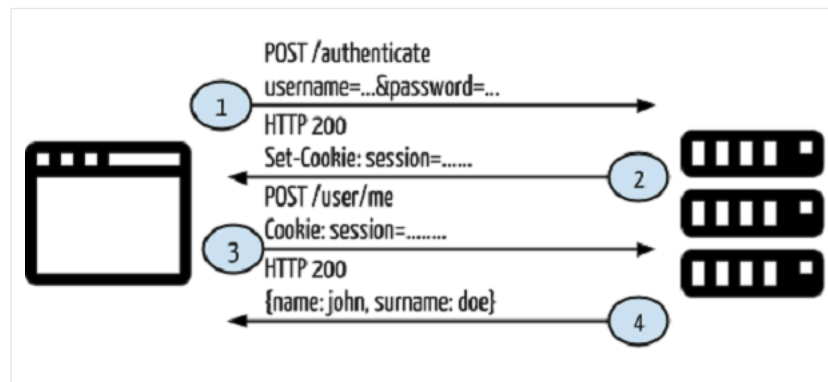 POST /authenticate
username=...&password=...
1
HTTP 200
Set-Cookie: session=......
2
POST /user/me
Cookie: session=........
3
HTTP 200
{name: john, surname: doe}
4